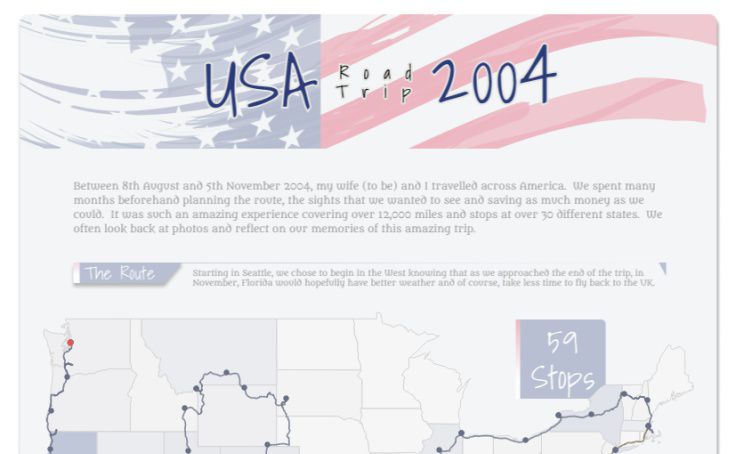 USA Road Trip 2004
Between 8th August and 5th November 2004, my wife (to be) and I travelled across America. We spent many
months beforehand planning the route, the sights that we wanted to see and saving as much money as we
could. It was such an amazing experience covering over 12,000 miles and stops at over 30 different states. We
often look back at photos and reflect on our memories of this amazing trip.
The Route
Starting in Seattle, we chose to begin in the West knowing that as we approached the end of the trip, in
November, Florida would hopefully have better weather and of course, take less time to fly back to the UK.
59
Stops